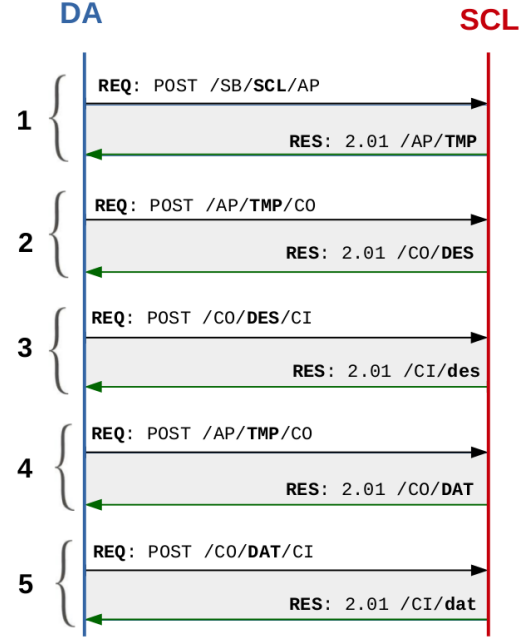 DA
SCL
1
REQ: POST /SB/SCL/AP
RES: 2.01 /AP/TMP
2
REQ: POST /AP/TMP/CO
RES: 2.01 /CO/DES
3
REQ: POST /CO/DES/CI
RES: 2.01 /CI/des
4
REQ: POST /AP/TMP/CO
RES: 2.01 /CO/DAT
5
REQ: POST /CO/DAT/CI
RES: 2.01 /CI/dat